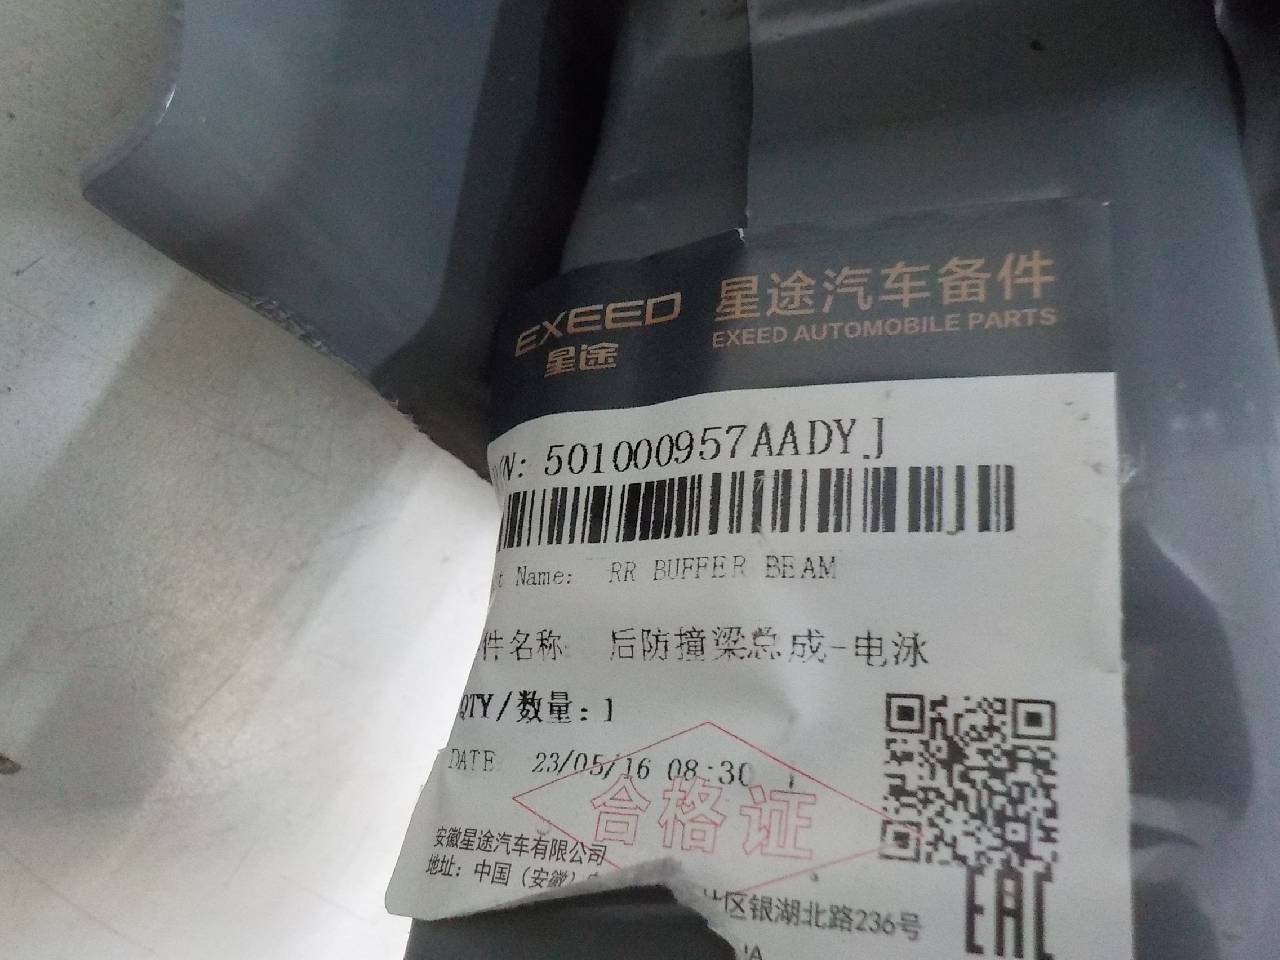 EXEED
星途
星途汽车备件
EXEED AUTOMOBILE PARTS
/N: 501000957AADYJ
t Name: RR BUFFER BEAM
件名称: 后防撞梁总成-电泳
QTY/数量: 1
DATE 23/05/16 08:30
合格证
安徽星途汽车有限公司
地址: 中国(安徽)
区银湖北路236号
EAC